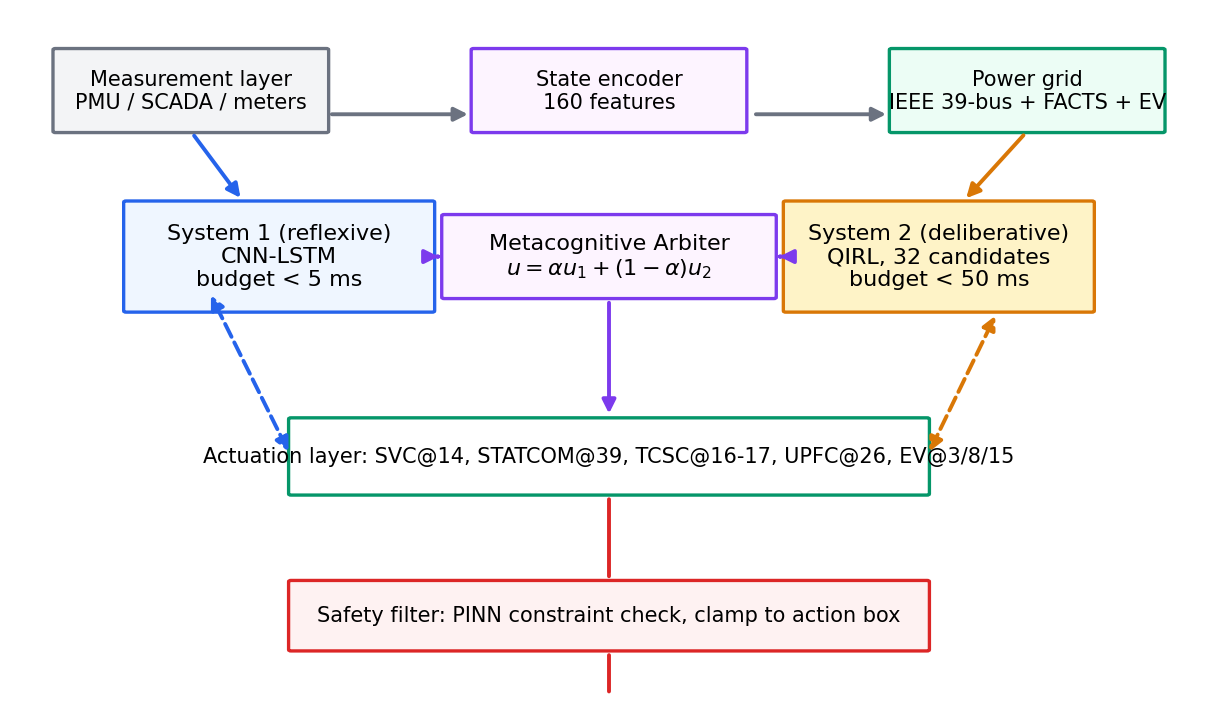 Measurement layer
PMU / SCADA / meters
State encoder
160 features
Power grid
IEEE 39-bus + FACTS + EV
System 1 (reflexive)
CNN-LSTM
budget < 5 ms
Metacognitive Arbiter
u = αu₁ + (1 − α)u₂
System 2 (deliberative)
QIRL, 32 candidates
budget < 50 ms
Actuation layer: SVC@14, STATCOM@39, TCSC@16-17, UPFC@26, EV@3/8/15
Safety filter: PINN constraint check, clamp to action box